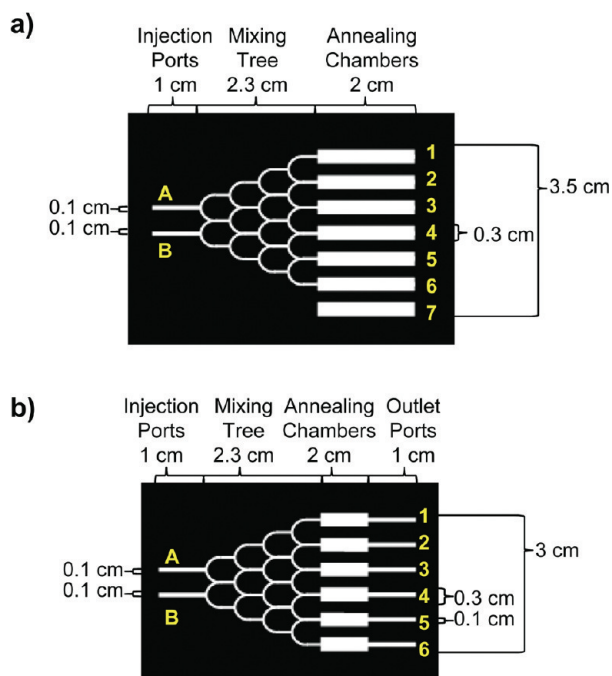 a)
Injection Mixing Annealing
Ports Tree Chambers
1 cm 2.3 cm 2 cm
1
A
2
0.1 cm
3
3.5 cm
0.1 cm
4
0.3 cm
B
5
6
7
b)
Injection Mixing Annealing Outlet
Ports Tree Chambers Ports
1 cm 2.3 cm 2 cm 1 cm
1
A
2
0.1 cm
3
3 cm
0.1 cm
4
0.3 cm
B
5
0.1 cm
6